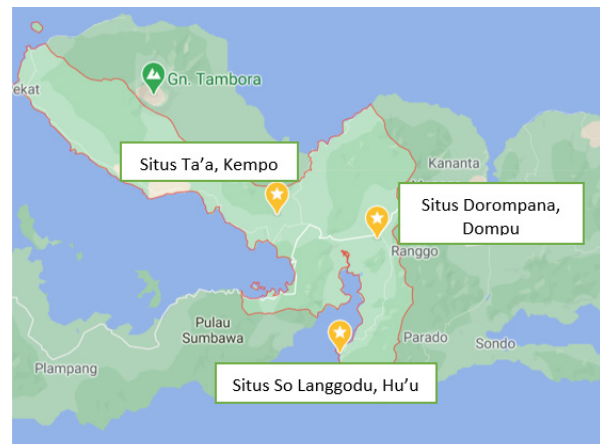 ekat
Gn. Tambora
Situs Ta’a, Kempo
Kananta
Situs Dorompana,
Dompu
Ranggo
Pulau
Sumbawa
Parado
Sondo
Plampang
Situs So Langgodu, Hu’u